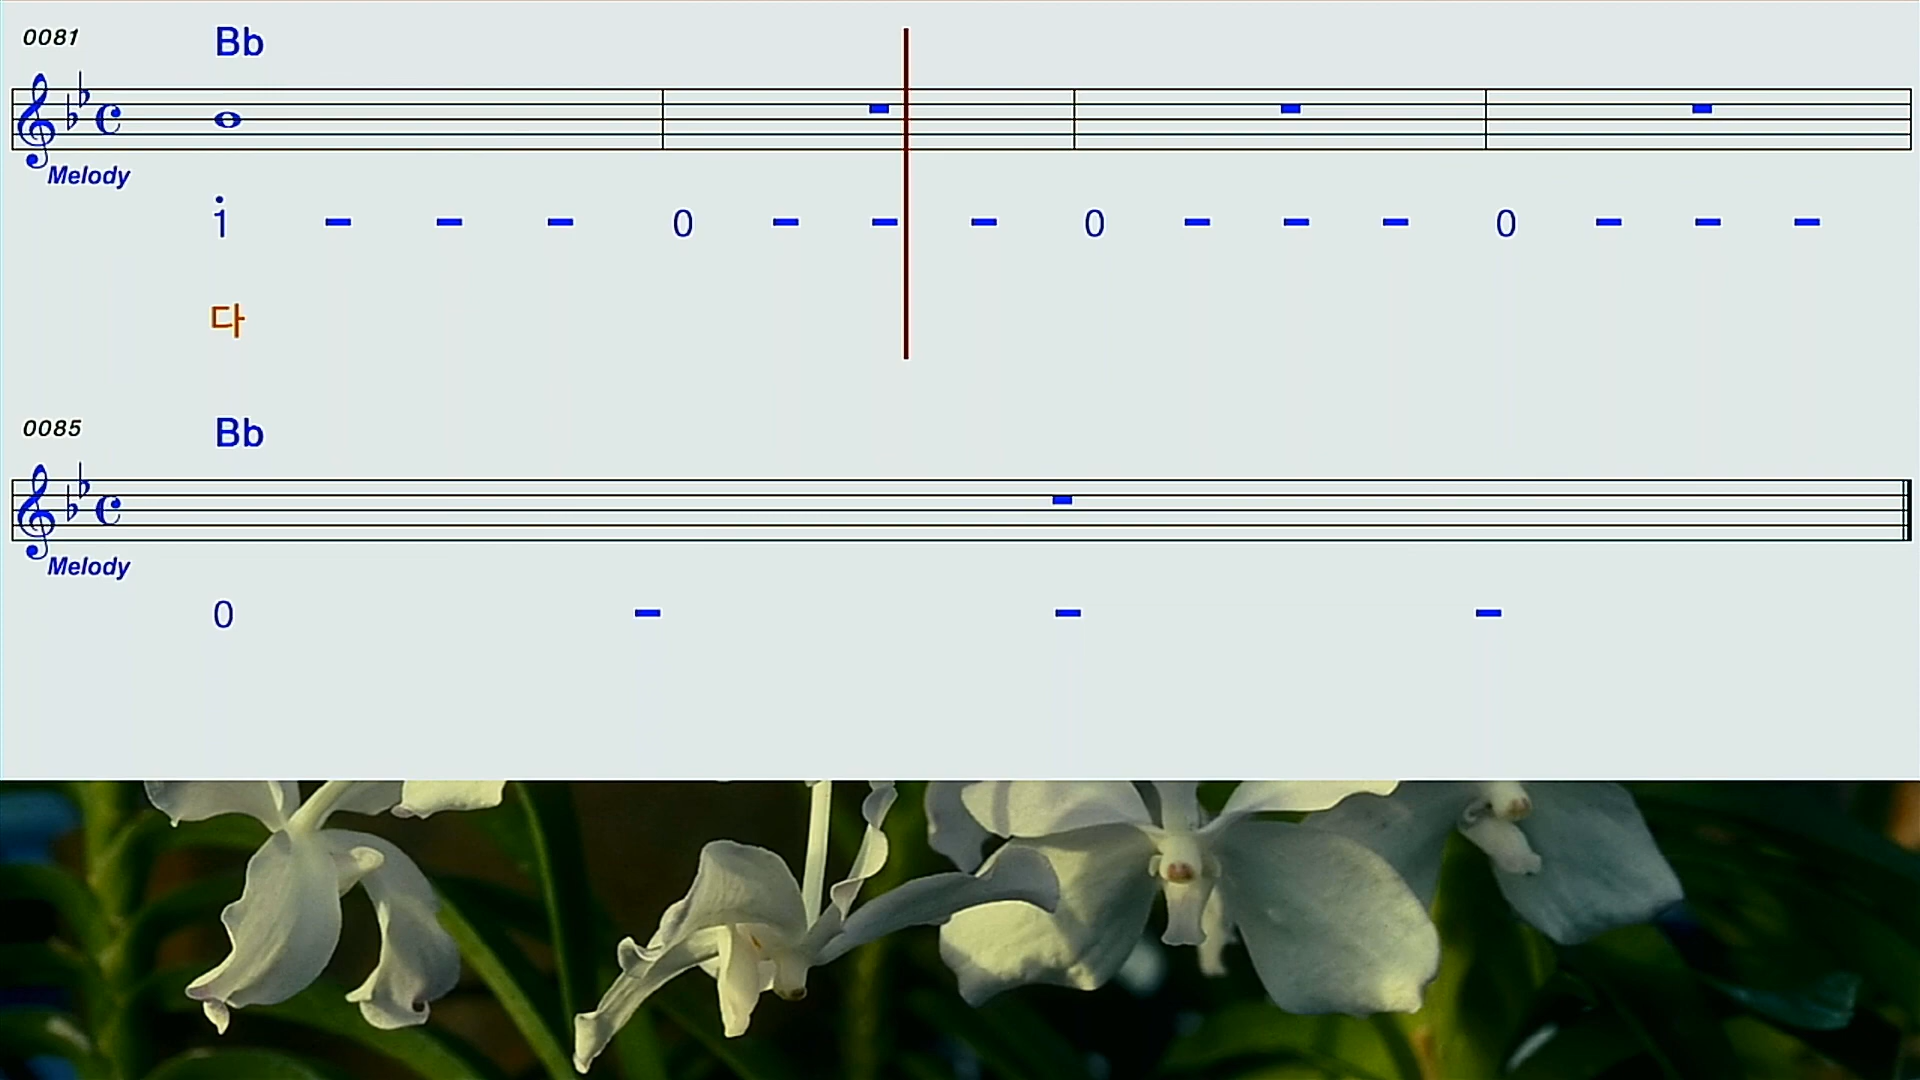 0081 Bb
Melody
i - - - 0 - - - 0 - - - 0 - - -
다
0085 Bb
Melody
0 - - -